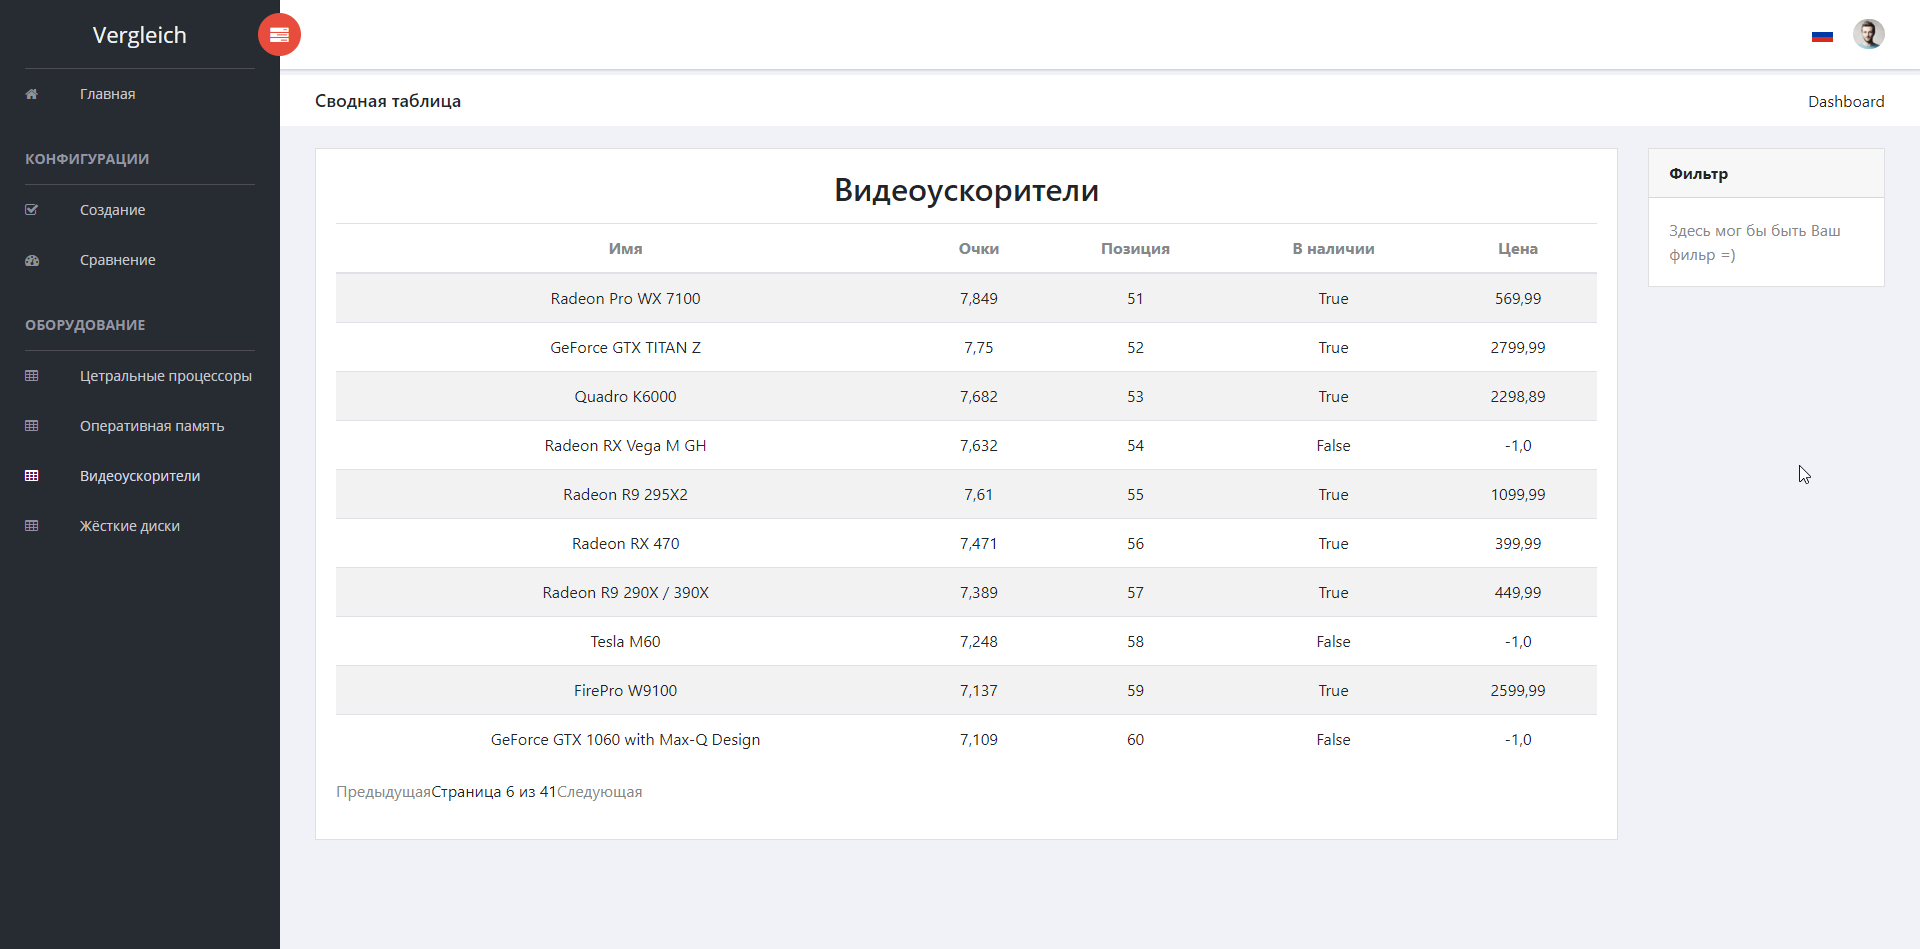 Vergleich
Главная
КОНФИГУРАЦИИ
Создание
Сравнение
ОБОРУДОВАНИЕ
Цетральные процессоры
Оперативная память
Видеоускорители
Жёсткие диски
Сводная таблица
Dashboard
Видеоускорители
Имя Очки Позиция В наличии Цена
Radeon Pro WX 7100 7,849 51 True 569,99
GeForce GTX TITAN Z 7,75 52 True 2799,99
Quadro K6000 7,682 53 True 2298,89
Radeon RX Vega M GH 7,632 54 False -1,0
Radeon R9 295X2 7,61 55 True 1099,99
Radeon RX 470 7,471 56 True 399,99
Radeon R9 290X / 390X 7,389 57 True 449,99
Tesla M60 7,248 58 False -1,0
FirePro W9100 7,137 59 True 2599,99
GeForce GTX 1060 with Max-Q Design 7,109 60 False -1,0
ПредыдущаяСтраница 6 из 41Следующая
Фильтр
Здесь мог бы быть Ваш
фильр =)